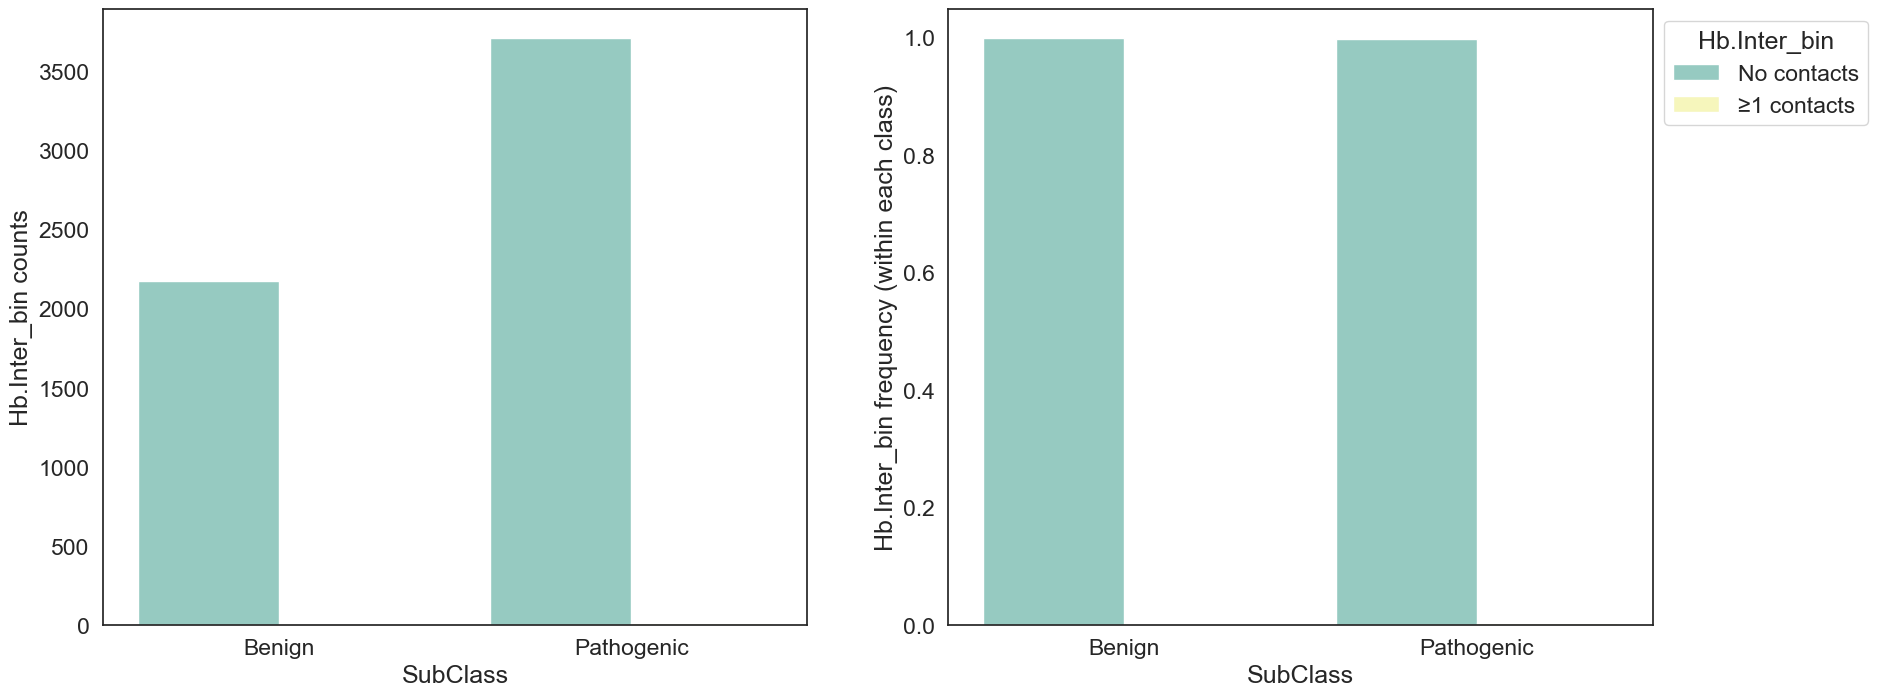 Hb.Inter_bin counts
3500
3000
2500
2000
1500
1000
500
0
Benign
Pathogenic
SubClass
Hb.Inter_bin frequency (within each class)
1.0
0.8
0.6
0.4
0.2
0.0
Benign
Pathogenic
SubClass
Hb.Inter_bin
No contacts
≥1 contacts